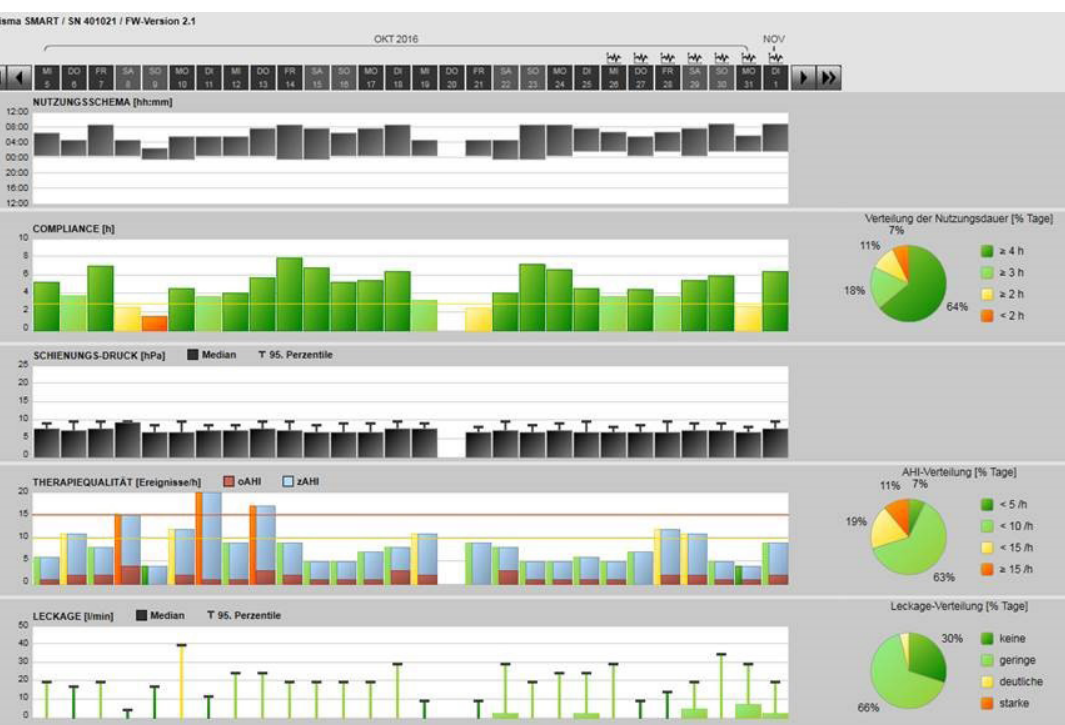 isma SMART / SN 401021 / FW-Version 2.1
OKT 2016 NOV
MI DO FR SA SO MO DI MI DO FR SA SO MO DI MI DO FR SA SO MO DI MI DO FR SA SO MO DI
5 6 7 8 9 10 11 12 13 14 15 16 17 18 19 20 21 22 23 24 25 26 27 28 29 30 31 1
NUTZUNGSSCHEMA [hh:mm]
12:00
08:00
04:00
00:00
20:00
16:00
12:00
COMPLIANCE [h]
10
8
6
4
2
0
Verteilung der Nutzungsdauer [% Tage]
7%
11%
18%
64%
≥ 4 h
≥ 3 h
≥ 2 h
< 2 h
SCHIENUNGS-DRUCK [hPa] Median 95. Perzentile
25
20
15
10
5
0
THERAPIEQUALITÄT [Ereignisse/h] oAHI zAHI
20
15
10
5
0
AHI-Verteilung [% Tage]
11% 7%
19%
63%
< 5 /h
< 10 /h
< 15 /h
≥ 15 /h
LECKAGE [l/min] Median 95. Perzentile
50
40
30
20
10
0
Leckage-Verteilung [% Tage]
30%
66%
keine
geringe
deutliche
starke